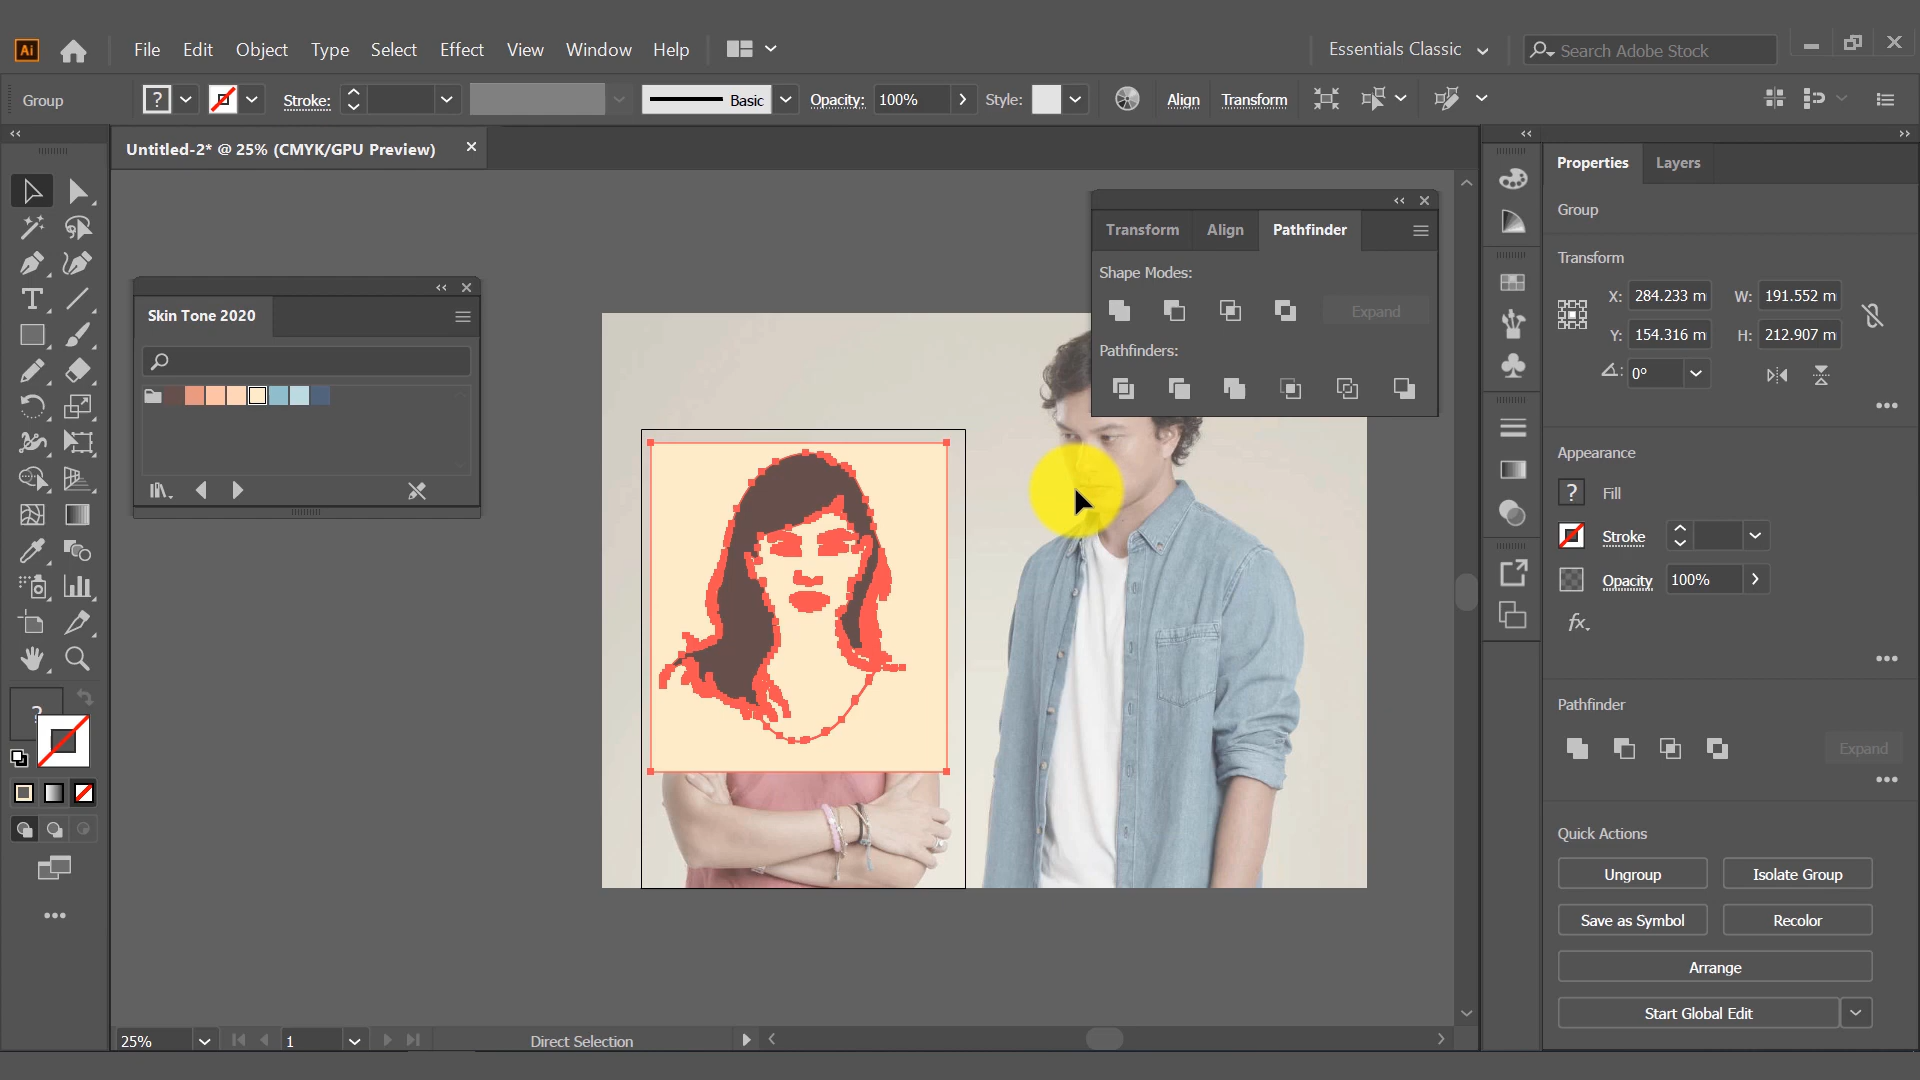 Ai File Edit Object Type Select Effect View Window Help Essentials Classic Search Adobe Stock
Group ? Stroke: Basic Opacity: 100% Style: Align Transform
Untitled-2* @ 25% (CMYK/GPU Preview)
Skin Tone 2020
Transform Align Pathfinder
Shape Modes:
Expand
Pathfinders:
Properties Layers
Group
Transform
X: 284.233 m W: 191.552 m
Y: 154.316 m H: 212.907 m
0°
Appearance
? Fill
Stroke
Opacity 100%
fx.
Pathfinder
Expand
Quick Actions
Ungroup Isolate Group
Save as Symbol Recolor
Arrange
Start Global Edit
?
25% 1 Direct Selection